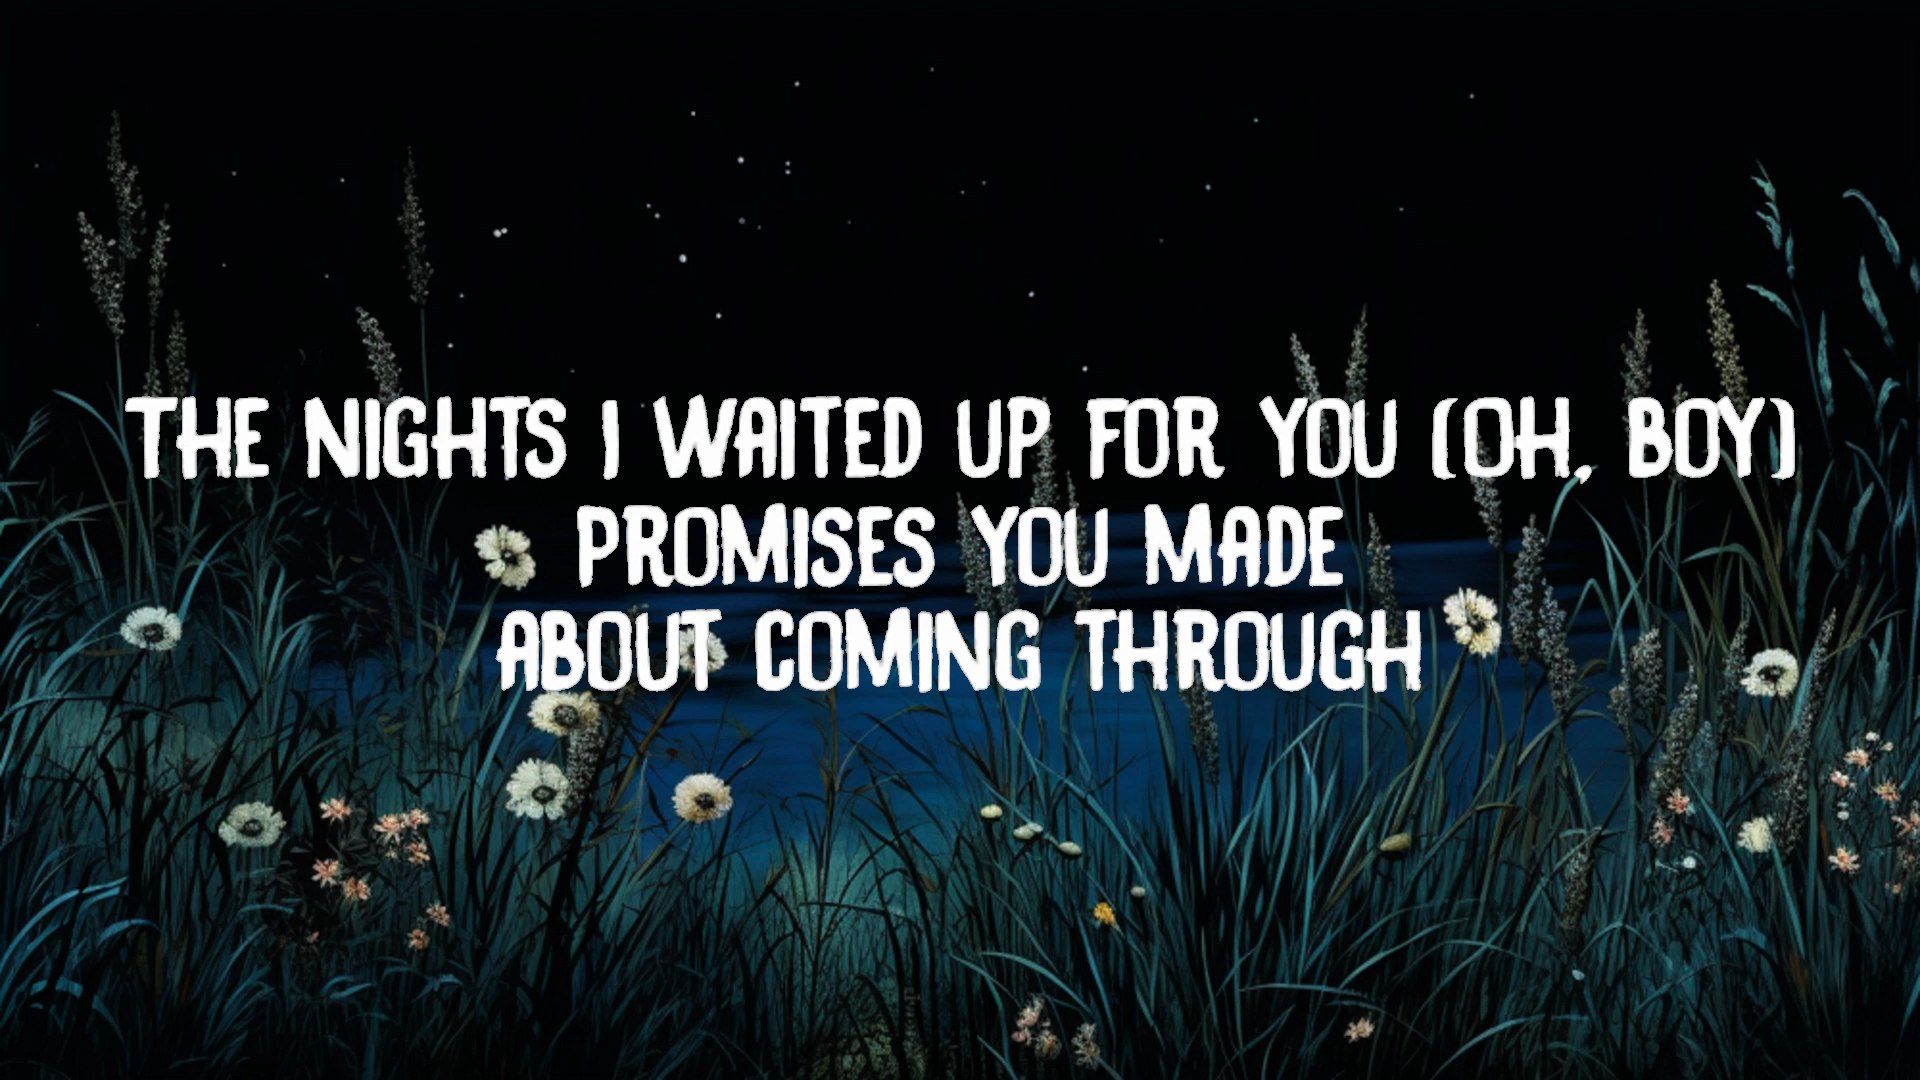 THE NIGHTS I WAITED UP FOR YOU (OH, BOY)
PROMISES YOU MADE
ABOUT COMING THROUGH